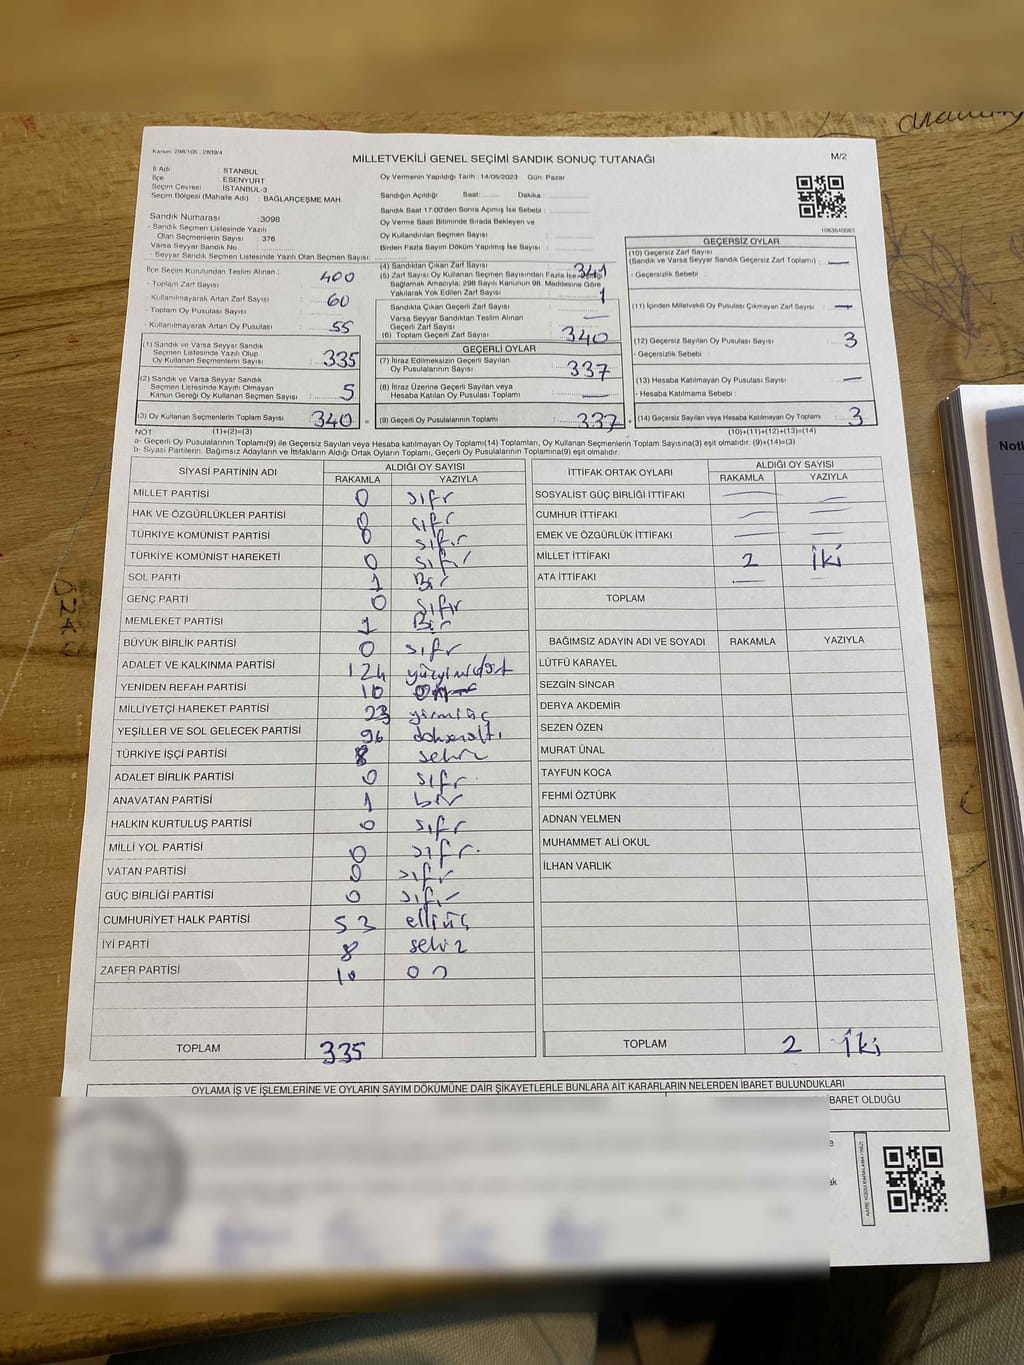 Kanun: 298/105 - 2839/4
MİLLETVEKİLİ GENEL SEÇİMİ SANDIK SONUÇ TUTANAĞI
M/2
İl Adı : STANBUL
İlçe : ESENYURT
Seçim Çevresi : İSTANBUL-3
Seçim Bölgesi (Mahalle Adı) : BAĞLARÇEŞME MAH.
Sandık Numarası : 3098
- Sandık Seçmen Listesinde Yazılı
Olan Seçmenlerin Sayısı : 376
Varsa Seyyar Sandık No
- Seyyar Sandık Listesinde Yazılı Olan Seçmen Sayısı:
Oy Vermenin Yapıldığı Tarih : 14/05/2023 Gün: Pazar
Sandığın Açıldığı Saat: Dakika :
Sandık Saat 17:00'den Sonra Açılmış İse Sebebi :
Oy Verme Saati Bitiminde Sırada Bekleyen ve
Oy Kullandırılan Seçmen Sayısı :
Birden Fazla Sayım Döküm Yapılmış İse Sayısı :
1083640083
İlçe Seçim Kurulundan Teslim Alınan :
- Toplam Zarf Sayısı 400
- Kullanılmayarak Artan Zarf Sayısı 60
- Toplam Oy Pusulası Sayısı
- Kullanılmayarak Artan Oy Pusulası 55
(1) Sandık ve Varsa Seyyar Sandık
Seçmen Listesinde Yazılı Olup
Oy Kullanan Seçmenlerin Sayısı : 335
(2) Sandık ve Varsa Seyyar Sandık
Seçmen Listesinde Kayıtlı Olmayan
Kanun Gereği Oy Kullanan Seçmen Sayısı : 5
(3) Oy Kullanan Seçmenlerin Toplam Sayısı : 340
(1)+(2)=(3)
(4) Sandıktan Çıkan Zarf Sayısı : 341
(5) Zarf Sayısı Oy Kullanan Seçmen Sayısından Fazla İse, Eşitliği
Sağlamak Amacıyla; 298 Sayılı Kanunun 98. Maddesine Göre
Yakılarak Yok Edilen Zarf Sayısı : 1
Sandıkta Çıkan Geçerli Zarf Sayısı
Varsa Seyyar Sandıktan Teslim Alınan
Geçerli Zarf Sayısı : —
(6) Toplam Geçerli Zarf Sayısı : 340
GEÇERLİ OYLAR
(7) İtiraz Edilmeksizin Geçerli Sayılan
Oy Pusulalarının Sayısı : 337
(8) İtiraz Üzerine Geçerli Sayılan veya
Hesaba Katılan Oy Pusulası Toplamı : —
= (9) Geçerli Oy Pusulalarının Toplamı : 337 +
GEÇERSİZ OYLAR
(10) Geçersiz Zarf Sayısı
(Sandık ve Varsa Seyyar Sandık Geçersiz Zarf Toplamı) : —
- Geçersizlik Sebebi :
(11) İçinden Milletvekili Oy Pusulası Çıkmayan Zarf Sayısı : —
(12) Geçersiz Sayılan Oy Pusulası Sayısı : 3
- Geçersizlik Sebebi :
(13) Hesaba Katılmayan Oy Pusulası Sayısı : —
- Hesaba Katılmama Sebebi :
(14) Geçersiz Sayılan veya Hesaba Katılmayan Oy Toplamı : 3
(10)+(11)+(12)+(13)=(14)
NOT
a- Geçerli Oy Pusulalarının Toplamı(9) ile Geçersiz Sayılan veya Hesaba katılmayan Oy Toplamı(14) Toplamları, Oy Kullanan Seçmenlerin Toplam Sayısına(3) eşit olmalıdır. (9)+(14)=(3)
b- Siyasi Partilerin, Bağımsız Adayların ve İttifakların Aldığı Ortak Oyların Toplamı, Geçerli Oy Pusulalarının Toplamına(9) eşit olmalıdır.
SİYASİ PARTİNİN ADI ALDIĞI OY SAYISI
RAKAMLA YAZIYLA
MİLLET PARTİSİ 0 sıfır
HAK VE ÖZGÜRLÜKLER PARTİSİ 0 sıfır
TÜRKİYE KOMÜNİST PARTİSİ 0 sıfır
TÜRKİYE KOMÜNİST HAREKETİ 0 sıfır
SOL PARTİ 1 Bir
GENÇ PARTİ 0 sıfır
MEMLEKET PARTİSİ 1 Bir
BÜYÜK BİRLİK PARTİSİ 0 sıfır
ADALET VE KALKINMA PARTİSİ 124 yüzyirmidört
YENİDEN REFAH PARTİSİ 10
MİLLİYETÇİ HAREKET PARTİSİ 23 yirmiüç
YEŞİLLER VE SOL GELECEK PARTİSİ 96 doksanaltı
TÜRKİYE İŞÇİ PARTİSİ 8 sekiz
ADALET BİRLİK PARTİSİ 0 sıfır
ANAVATAN PARTİSİ 1 bir
HALKIN KURTULUŞ PARTİSİ 0 sıfır
MİLLİ YOL PARTİSİ 0 sıfır
VATAN PARTİSİ 0 sıfır
GÜÇ BİRLİĞİ PARTİSİ 0 sıfır
CUMHURİYET HALK PARTİSİ 53 elliüç
İYİ PARTİ 8 sekiz
ZAFER PARTİSİ 10 on
TOPLAM 335
İTTİFAK ORTAK OYLARI ALDIĞI OY SAYISI
RAKAMLA YAZIYLA
SOSYALİST GÜÇ BİRLİĞİ İTTİFAKI — —
CUMHUR İTTİFAKI — —
EMEK VE ÖZGÜRLÜK İTTİFAKI — —
MİLLET İTTİFAKI 2 İki
ATA İTTİFAKI — —
TOPLAM
BAĞIMSIZ ADAYIN ADI VE SOYADI RAKAMLA YAZIYLA
LÜTFÜ KARAYEL
SEZGİN SİNCAR
DERYA AKDEMİR
SEZEN ÖZEN
MURAT ÜNAL
TAYFUN KOCA
FEHMİ ÖZTÜRK
ADNAN YELMEN
MUHAMMET ALİ OKUL
İLHAN VARLIK
TOPLAM 2 İki
OYLAMA İŞ VE İŞLEMLERİNE VE OYLARIN SAYIM DÖKÜMÜNE DAİR ŞİKAYETLERLE BUNLARA AİT KARARLARIN NELERDEN İBARET BULUNDUKLARI
BARET OLDUĞU